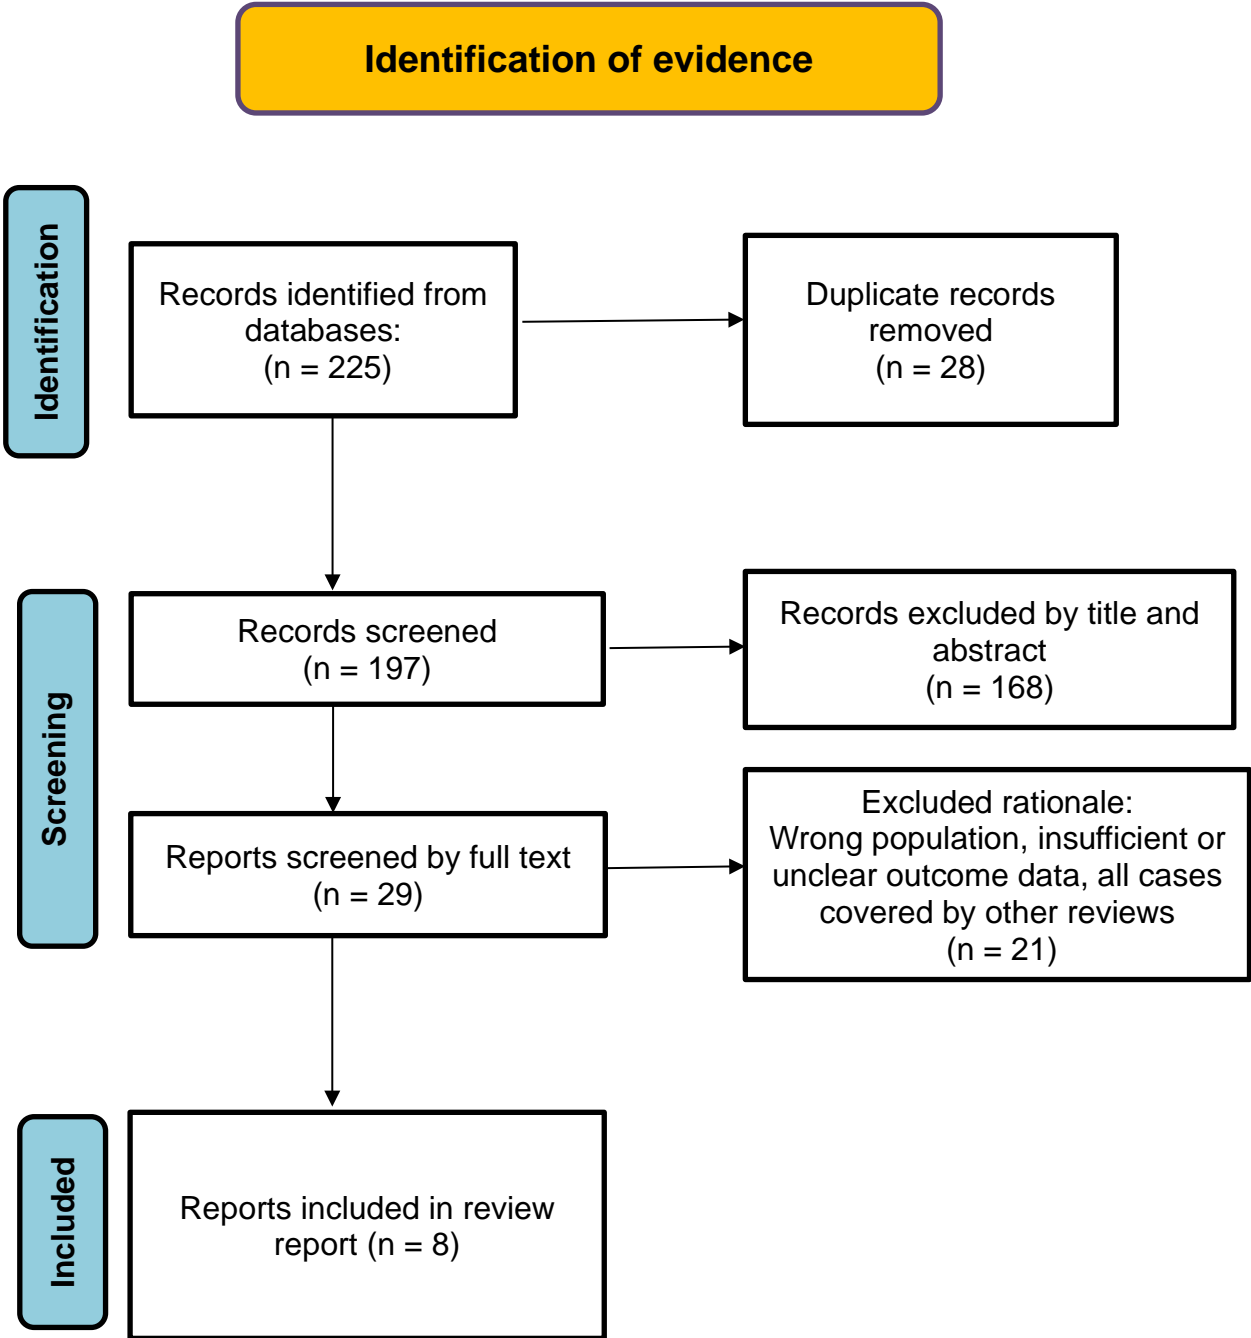 Identification of evidence
Identification
Records identified from
databases:
(n = 225)
Duplicate records
removed
(n = 28)
Screening
Records screened
(n = 197)
Records excluded by title and
abstract
(n = 168)
Reports screened by full text
(n = 29)
Excluded rationale:
Wrong population, insufficient or
unclear outcome data, all cases
covered by other reviews
(n = 21)
Included
Reports included in review
report (n = 8)